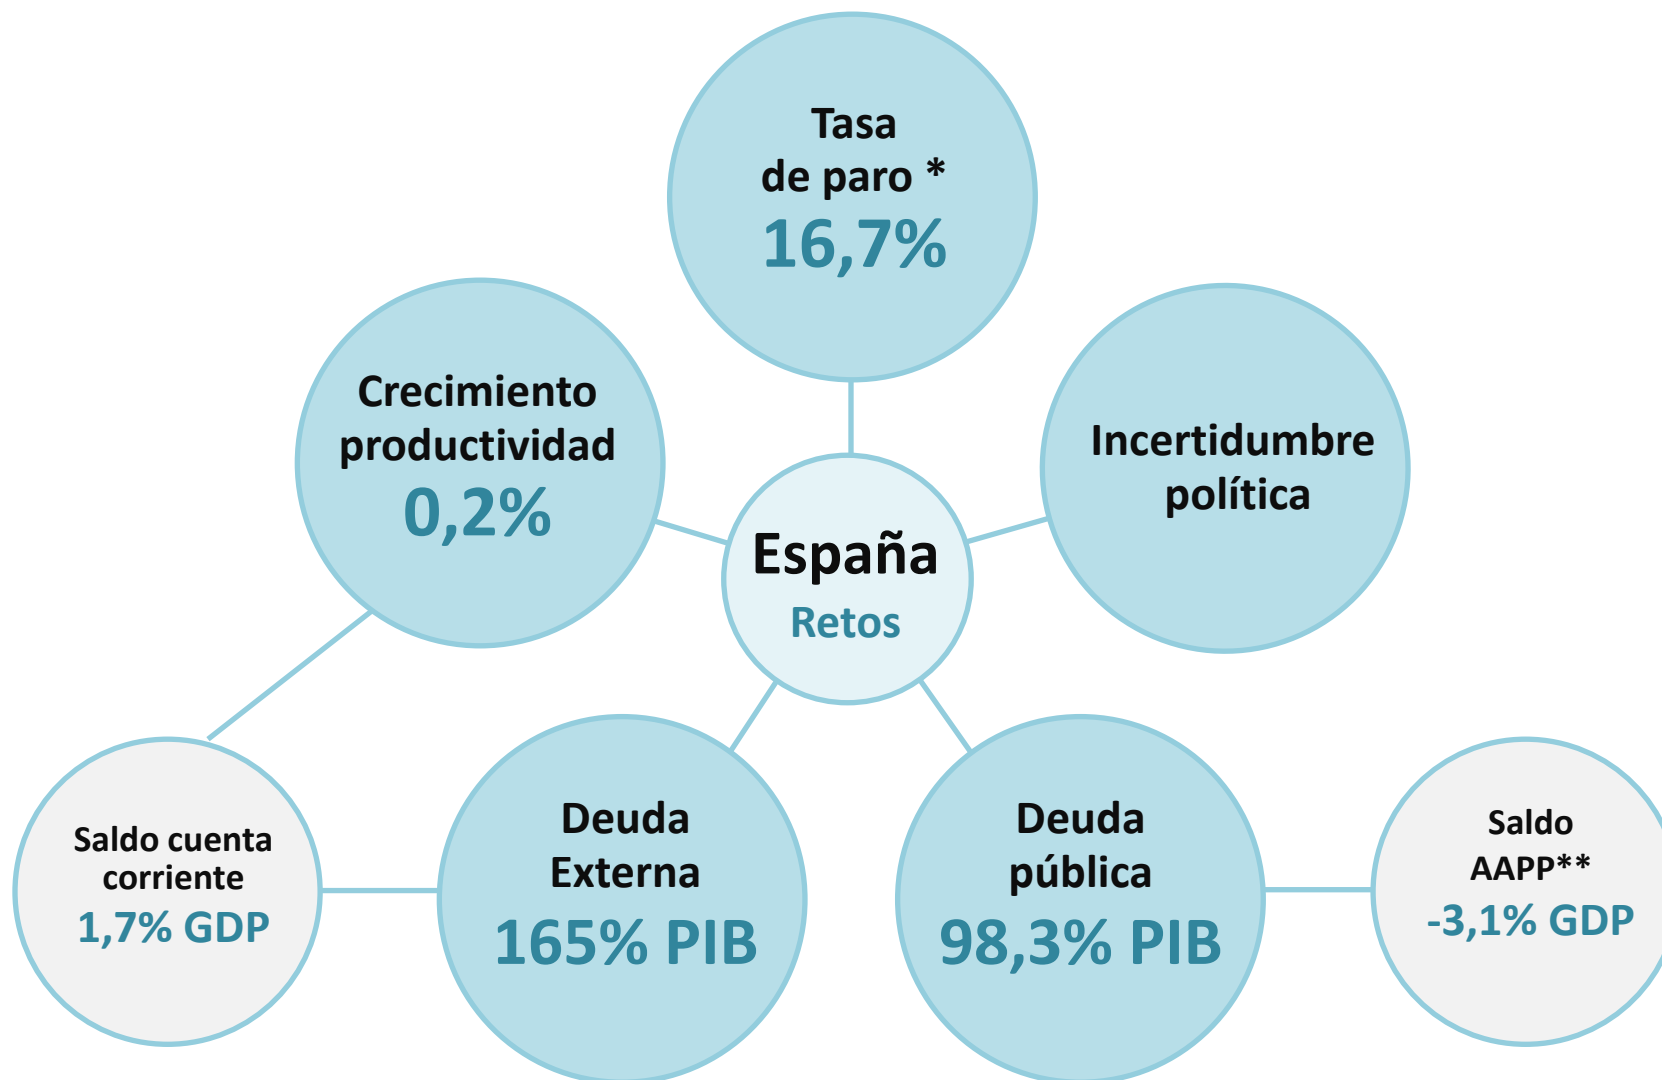 Tasa
de paro *
16,7%
Crecimiento
productividad
0,2%
Incertidumbre
política
España
Retos
Saldo cuenta
corriente
1,7% GDP
Deuda
Externa
165% PIB
Deuda
pública
98,3% PIB
Saldo
AAPP**
-3,1% GDP